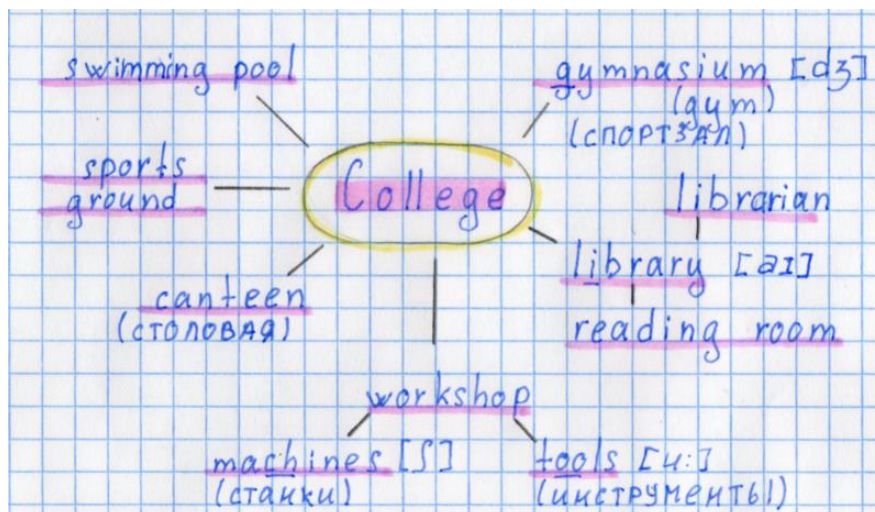 swimming pool
gymnasium [dʒ]
(gym)
(СПОРТЗАЛ)
sports
ground
College
librarian
library [aI]
reading room
canteen
(СТОЛОВАЯ)
workshop
machines [ʃ]
(СТАНКИ)
tools [u:]
(ИНСТРУМЕНТЫ)